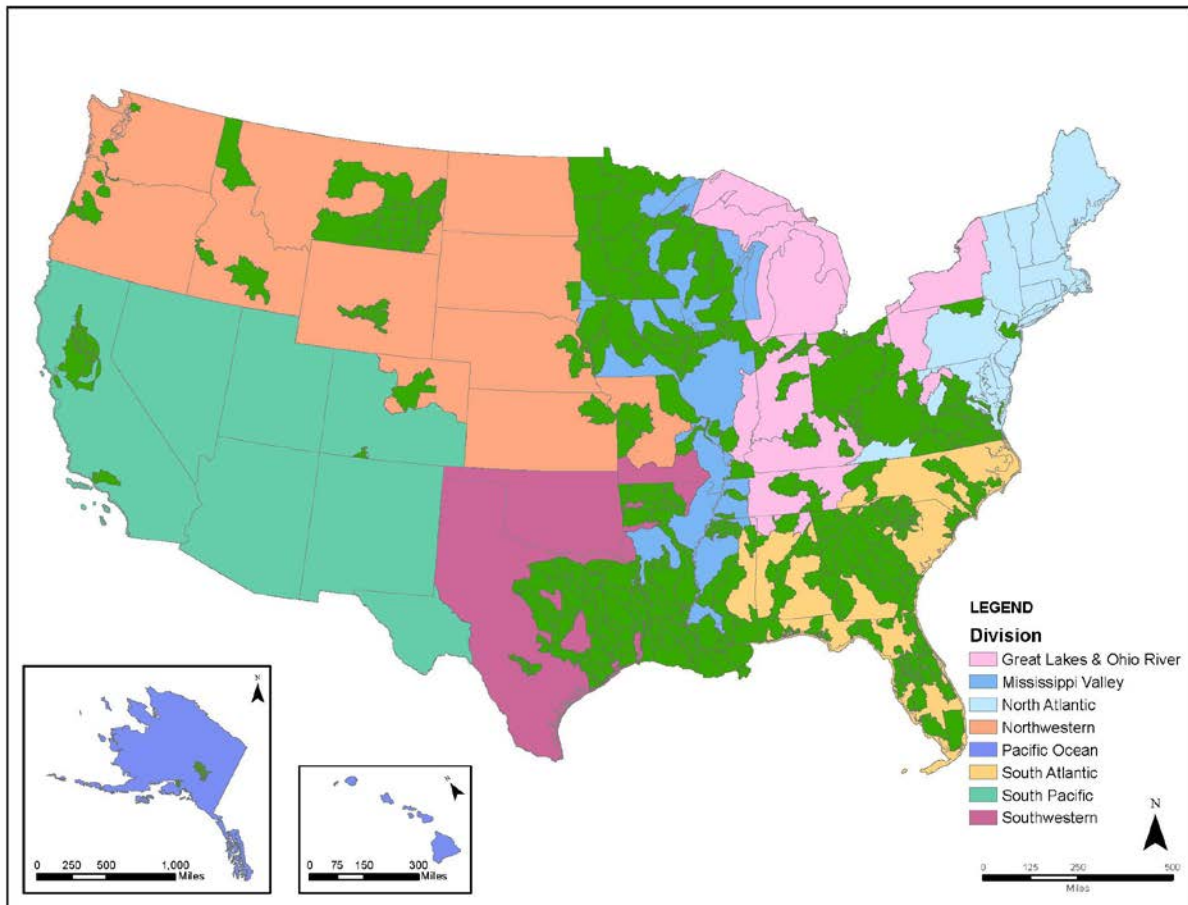 LEGEND
Division
Great Lakes & Ohio River
Mississippi Valley
North Atlantic
Northwestern
Pacific Ocean
South Atlantic
South Pacific
Southwestern
N
0 125 250 500
Miles
N
0 250 500 1,000
Miles
N
0 75 150 300
Miles